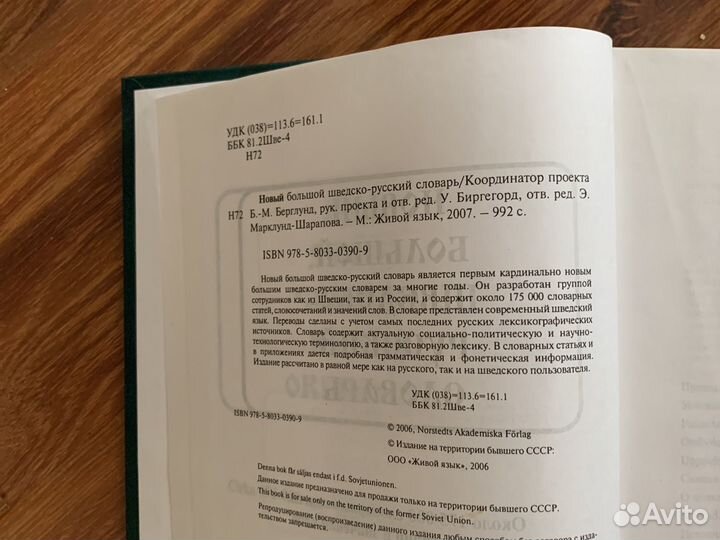 УДК (038)=113.6=161.1
ББК 81.2Шве-4
Н72
Новый большой шведско-русский словарь/Координатор проекта
Н72 Б.-М. Берглунд, рук. проекта и отв. ред. У. Биргегорд, отв. ред. Э.
Марклунд-Шарапова. – М.: Живой язык, 2007. – 992 с.
ISBN 978-5-8033-0390-9
Новый большой шведско-русский словарь является первым кардинально новым
большим шведско-русским словарем за многие годы. Он разработан группой
сотрудников как из Швеции, так и из России, и содержит около 175 000 словарных
статей, словосочетаний и значений слов. В словаре представлен современный шведский
язык. Переводы сделаны с учетом самых последних русских лексикографических
источников. Словарь содержит актуальную социально-политическую и научно-
технологическую терминологию, а также разговорную лексику. В словарных статьях и
в приложениях дается подробная грамматическая и фонетическая информация.
Издание рассчитано в равной мере как на русского, так и на шведского пользователя.
УДК (038)=113.6=161.1
ББК 81.2Шве-4
ISBN 978-5-8033-0390-9
© 2006, Norstedts Akademiska Förlag
© Издание на территории бывшего СССР:
ООО «Живой язык», 2006
Denna bok får säljas endast i f.d. Sovjetunionen.
Данное издание предназначено для продажи только на территории бывшего СССР.
This book is for sale only on the territory of the former Soviet Union.
Репродуцирование (воспроизведение) данного издания любым способом без договора с изда-
тельством запрещается.
Avito